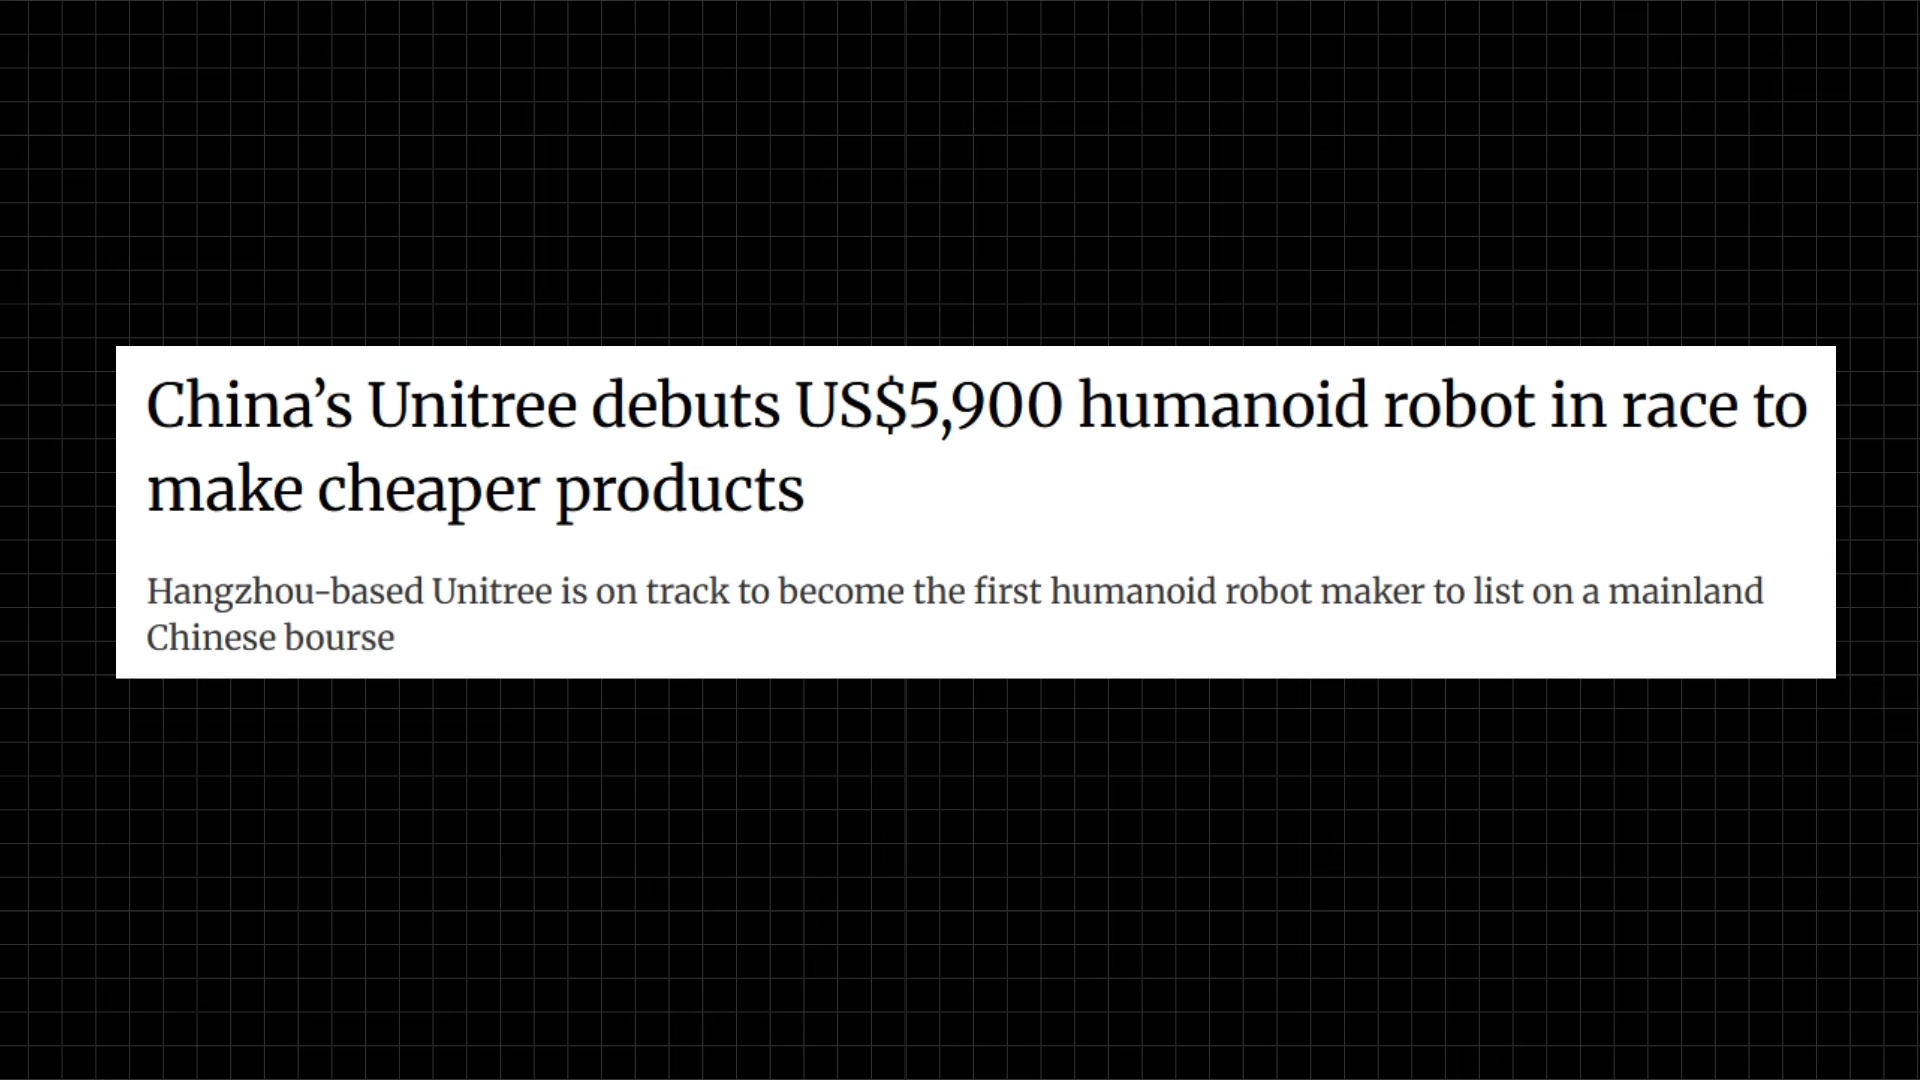 China’s Unitree debuts US$5,900 humanoid robot in race to
make cheaper products
Hangzhou-based Unitree is on track to become the first humanoid robot maker to list on a mainland
Chinese bourse